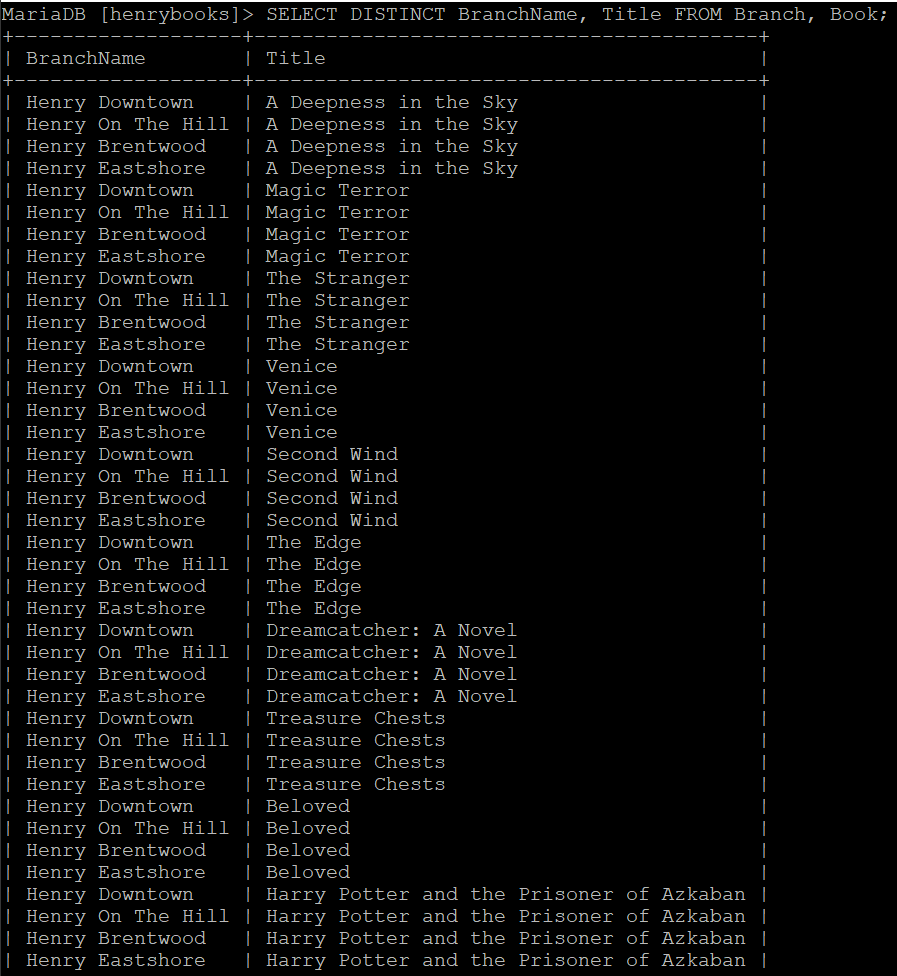 MariaDB [henrybooks]> SELECT DISTINCT BranchName, Title FROM Branch, Book;
+-------------------+------------------------------------------+
| BranchName        | Title                                    |
+-------------------+------------------------------------------+
| Henry Downtown    | A Deepness in the Sky                    |
| Henry On The Hill | A Deepness in the Sky                    |
| Henry Brentwood   | A Deepness in the Sky                    |
| Henry Eastshore   | A Deepness in the Sky                    |
| Henry Downtown    | Magic Terror                             |
| Henry On The Hill | Magic Terror                             |
| Henry Brentwood   | Magic Terror                             |
| Henry Eastshore   | Magic Terror                             |
| Henry Downtown    | The Stranger                             |
| Henry On The Hill | The Stranger                             |
| Henry Brentwood   | The Stranger                             |
| Henry Eastshore   | The Stranger                             |
| Henry Downtown    | Venice                                   |
| Henry On The Hill | Venice                                   |
| Henry Brentwood   | Venice                                   |
| Henry Eastshore   | Venice                                   |
| Henry Downtown    | Second Wind                              |
| Henry On The Hill | Second Wind                              |
| Henry Brentwood   | Second Wind                              |
| Henry Eastshore   | Second Wind                              |
| Henry Downtown    | The Edge                                 |
| Henry On The Hill | The Edge                                 |
| Henry Brentwood   | The Edge                                 |
| Henry Eastshore   | The Edge                                 |
| Henry Downtown    | Dreamcatcher: A Novel                    |
| Henry On The Hill | Dreamcatcher: A Novel                    |
| Henry Brentwood   | Dreamcatcher: A Novel                    |
| Henry Eastshore   | Dreamcatcher: A Novel                    |
| Henry Downtown    | Treasure Chests                          |
| Henry On The Hill | Treasure Chests                          |
| Henry Brentwood   | Treasure Chests                          |
| Henry Eastshore   | Treasure Chests                          |
| Henry Downtown    | Beloved                                  |
| Henry On The Hill | Beloved                                  |
| Henry Brentwood   | Beloved                                  |
| Henry Eastshore   | Beloved                                  |
| Henry Downtown    | Harry Potter and the Prisoner of Azkaban |
| Henry On The Hill | Harry Potter and the Prisoner of Azkaban |
| Henry Brentwood   | Harry Potter and the Prisoner of Azkaban |
| Henry Eastshore   | Harry Potter and the Prisoner of Azkaban |